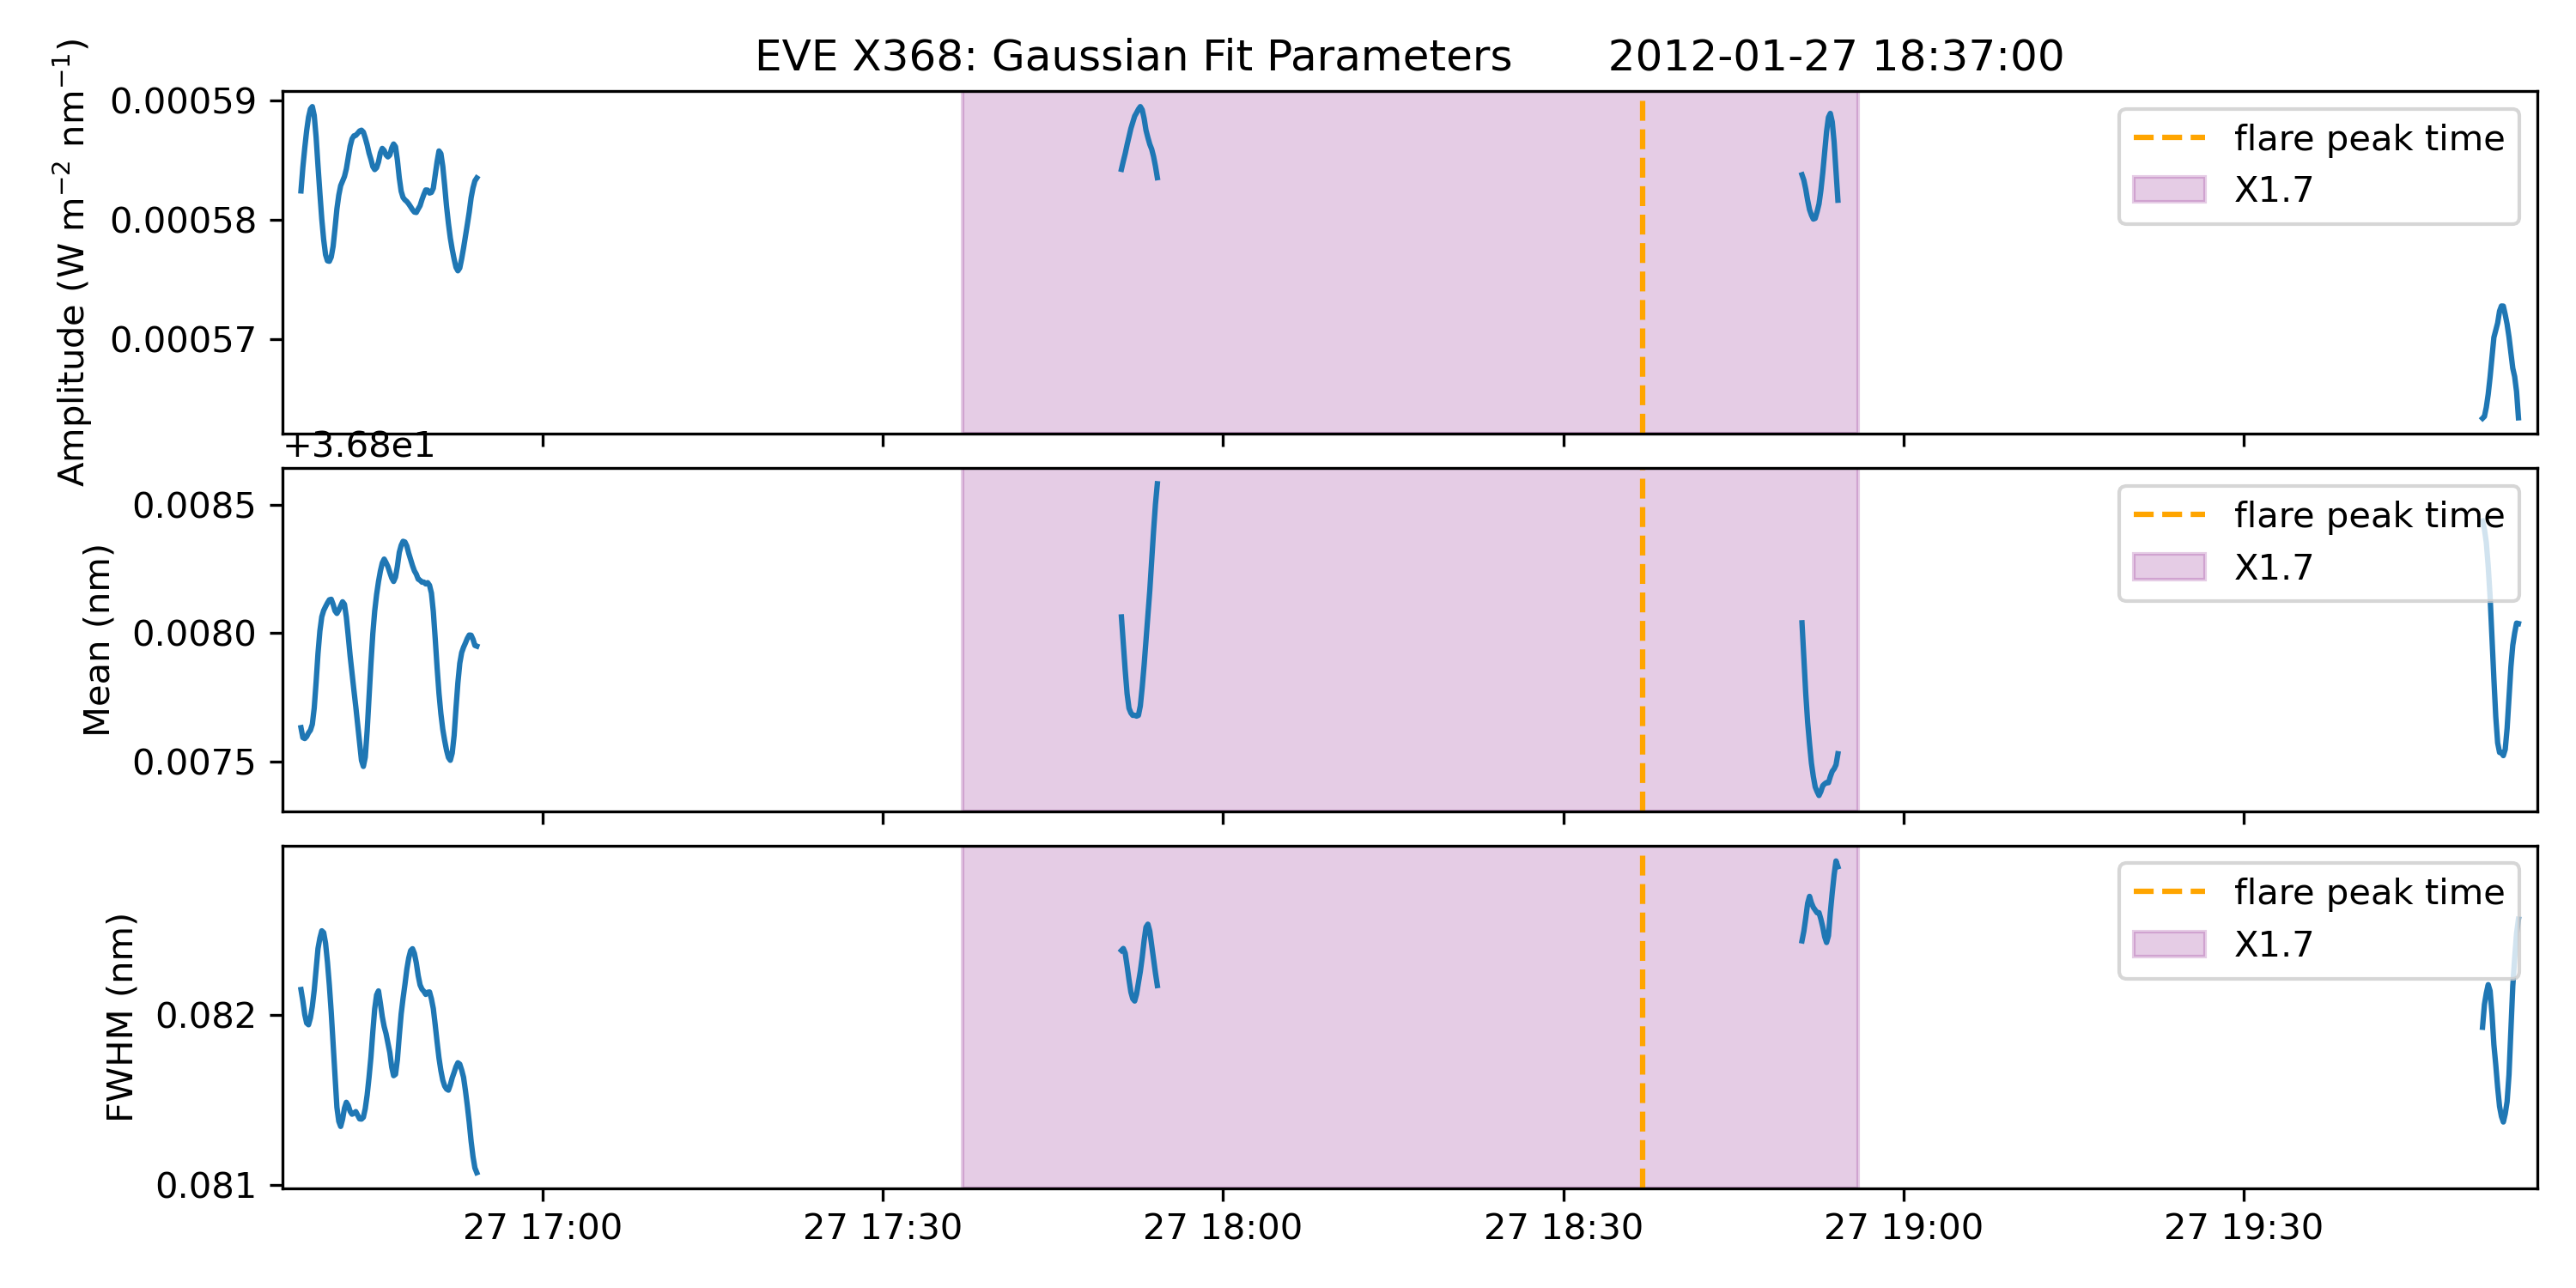 EVE X368: Gaussian Fit Parameters 2012-01-27 18:37:00
Amplitude (W m⁻² nm⁻¹)
0.00059
0.00058
0.00057
flare peak time
X1.7
+3.68e1
Mean (nm)
0.0085
0.0080
0.0075
flare peak time
X1.7
FWHM (nm)
0.082
0.081
flare peak time
X1.7
27 17:00 27 17:30 27 18:00 27 18:30 27 19:00 27 19:30